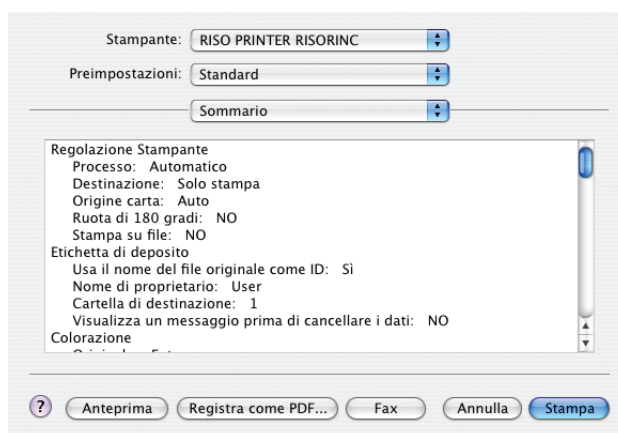 Stampante: RISO PRINTER RISORINC
Preimpostazioni: Standard
Sommario
Regolazione Stampante
Processo: Automatico
Destinazione: Solo stampa
Origine carta: Auto
Ruota di 180 gradi: NO
Stampa su file: NO
Etichetta di deposito
Usa il nome del file originale come ID: Sì
Nome di proprietario: User
Cartella di destinazione: 1
Visualizza un messaggio prima di cancellare i dati: NO
Colorazione
? Anteprima Registra come PDF... Fax Annulla Stampa